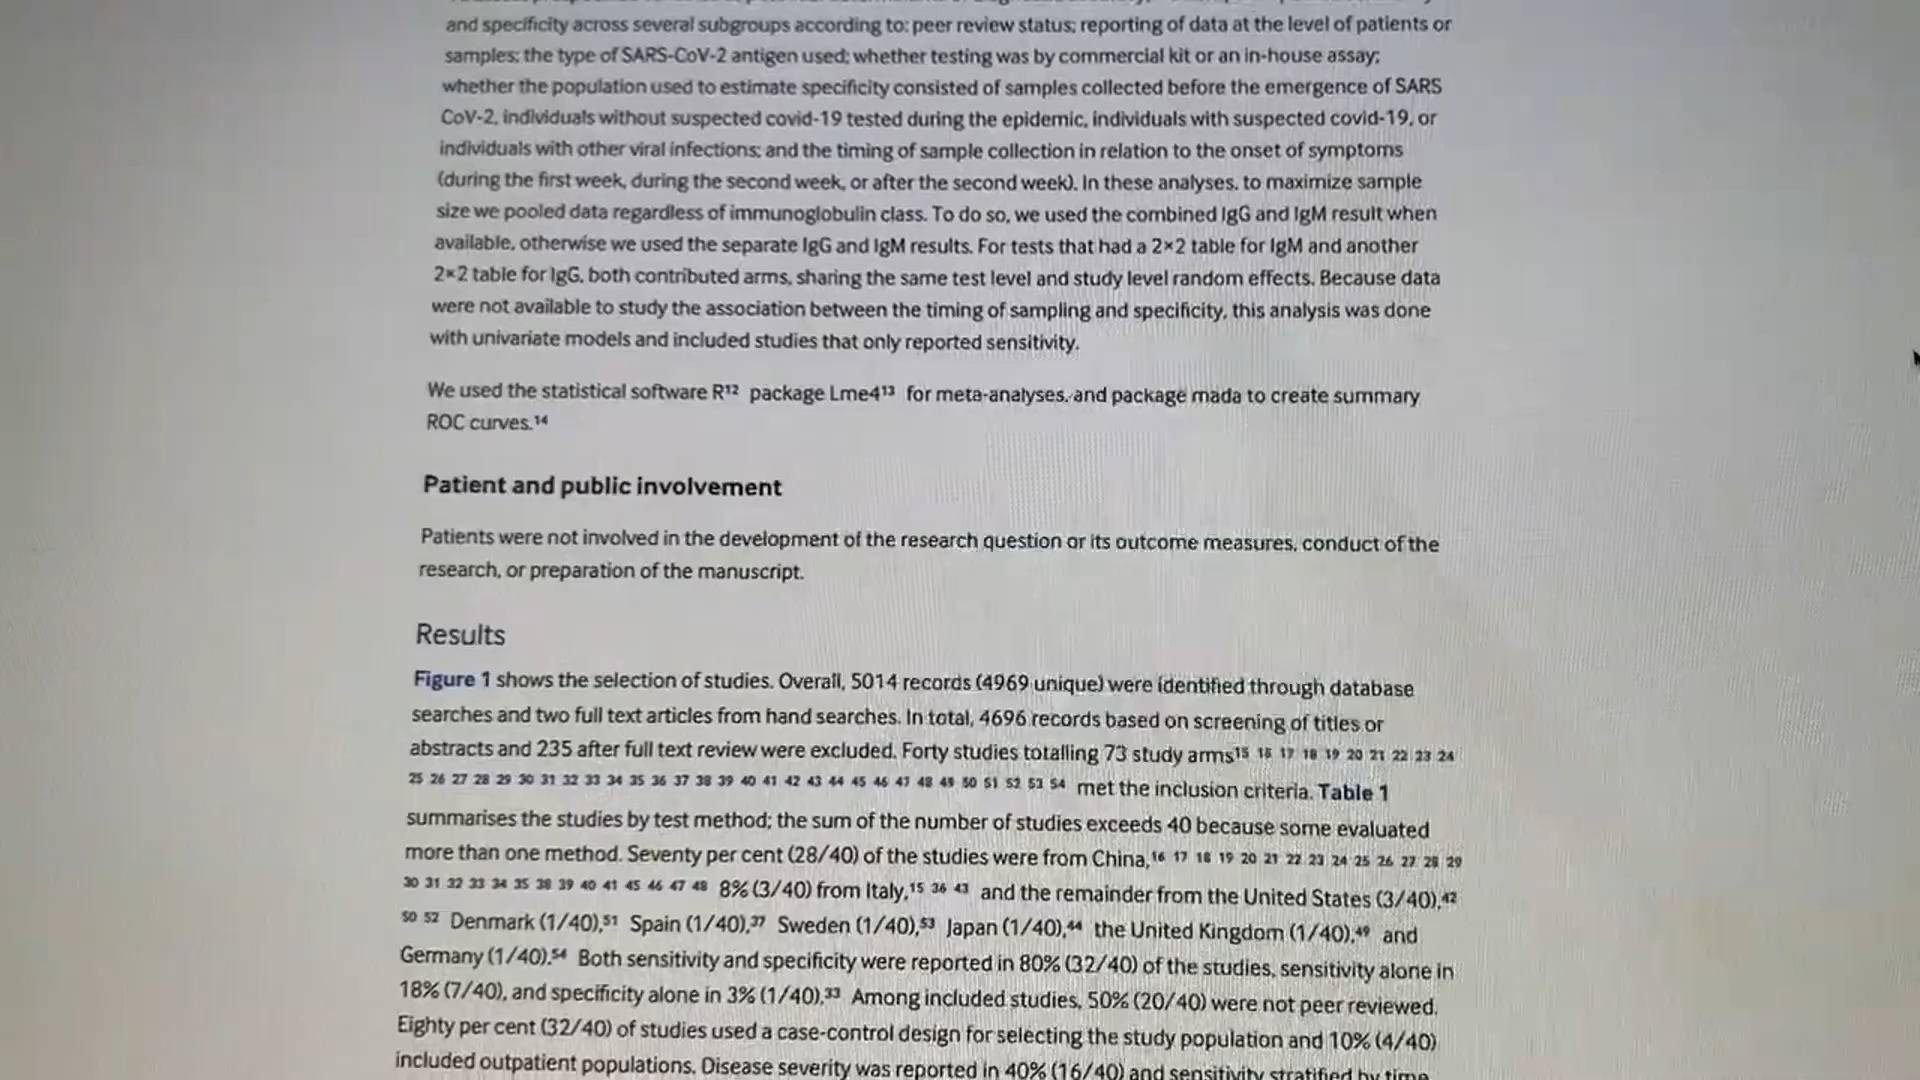 and specificity across several subgroups according to: peer review status; reporting of data at the level of patients or
samples; the type of SARS-CoV-2 antigen used; whether testing was by commercial kit or an in-house assay;
whether the population used to estimate specificity consisted of samples collected before the emergence of SARS
CoV-2, individuals without suspected covid-19 tested during the epidemic, individuals with suspected covid-19, or
individuals with other viral infections; and the timing of sample collection in relation to the onset of symptoms
(during the first week, during the second week, or after the second week). In these analyses, to maximize sample
size we pooled data regardless of immunoglobulin class. To do so, we used the combined IgG and IgM result when
available, otherwise we used the separate IgG and IgM results. For tests that had a 2×2 table for IgM and another
2×2 table for IgG, both contributed arms, sharing the same test level and study level random effects. Because data
were not available to study the association between the timing of sampling and specificity, this analysis was done
with univariate models and included studies that only reported sensitivity.
We used the statistical software R12 package Lme413 for meta-analyses, and package mada to create summary
ROC curves.14
Patient and public involvement
Patients were not involved in the development of the research question or its outcome measures, conduct of the
research, or preparation of the manuscript.
Results
Figure 1 shows the selection of studies. Overall, 5014 records (4969 unique) were identified through database
searches and two full text articles from hand searches. In total, 4696 records based on screening of titles or
abstracts and 235 after full text review were excluded. Forty studies totalling 73 study arms15 16 17 18 19 20 21 22 23 24
25 26 27 28 29 30 31 32 33 34 35 36 37 38 39 40 41 42 43 44 45 46 47 48 49 50 51 52 53 54 met the inclusion criteria. Table 1
summarises the studies by test method; the sum of the number of studies exceeds 40 because some evaluated
more than one method. Seventy per cent (28/40) of the studies were from China,16 17 18 19 20 21 22 23 24 25 26 27 28 29
30 31 32 33 34 35 38 39 40 41 45 46 47 48 8% (3/40) from Italy,15 36 43 and the remainder from the United States (3/40),42
50 52 Denmark (1/40),51 Spain (1/40),37 Sweden (1/40),53 Japan (1/40),44 the United Kingdom (1/40),49 and
Germany (1/40).54 Both sensitivity and specificity were reported in 80% (32/40) of the studies, sensitivity alone in
18% (7/40), and specificity alone in 3% (1/40).33 Among included studies, 50% (20/40) were not peer reviewed.
Eighty per cent (32/40) of studies used a case-control design for selecting the study population and 10% (4/40)
included outpatient populations. Disease severity was reported in 40% (16/40) and sensitivity stratified by time